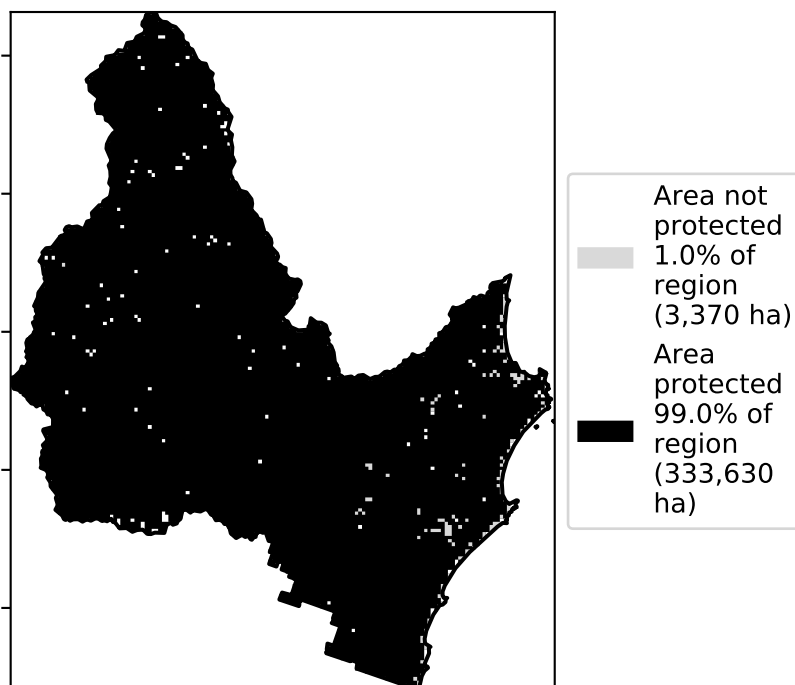 Area not
protected
1.0% of
region
(3,370 ha)
Area
protected
99.0% of
region
(333,630
ha)